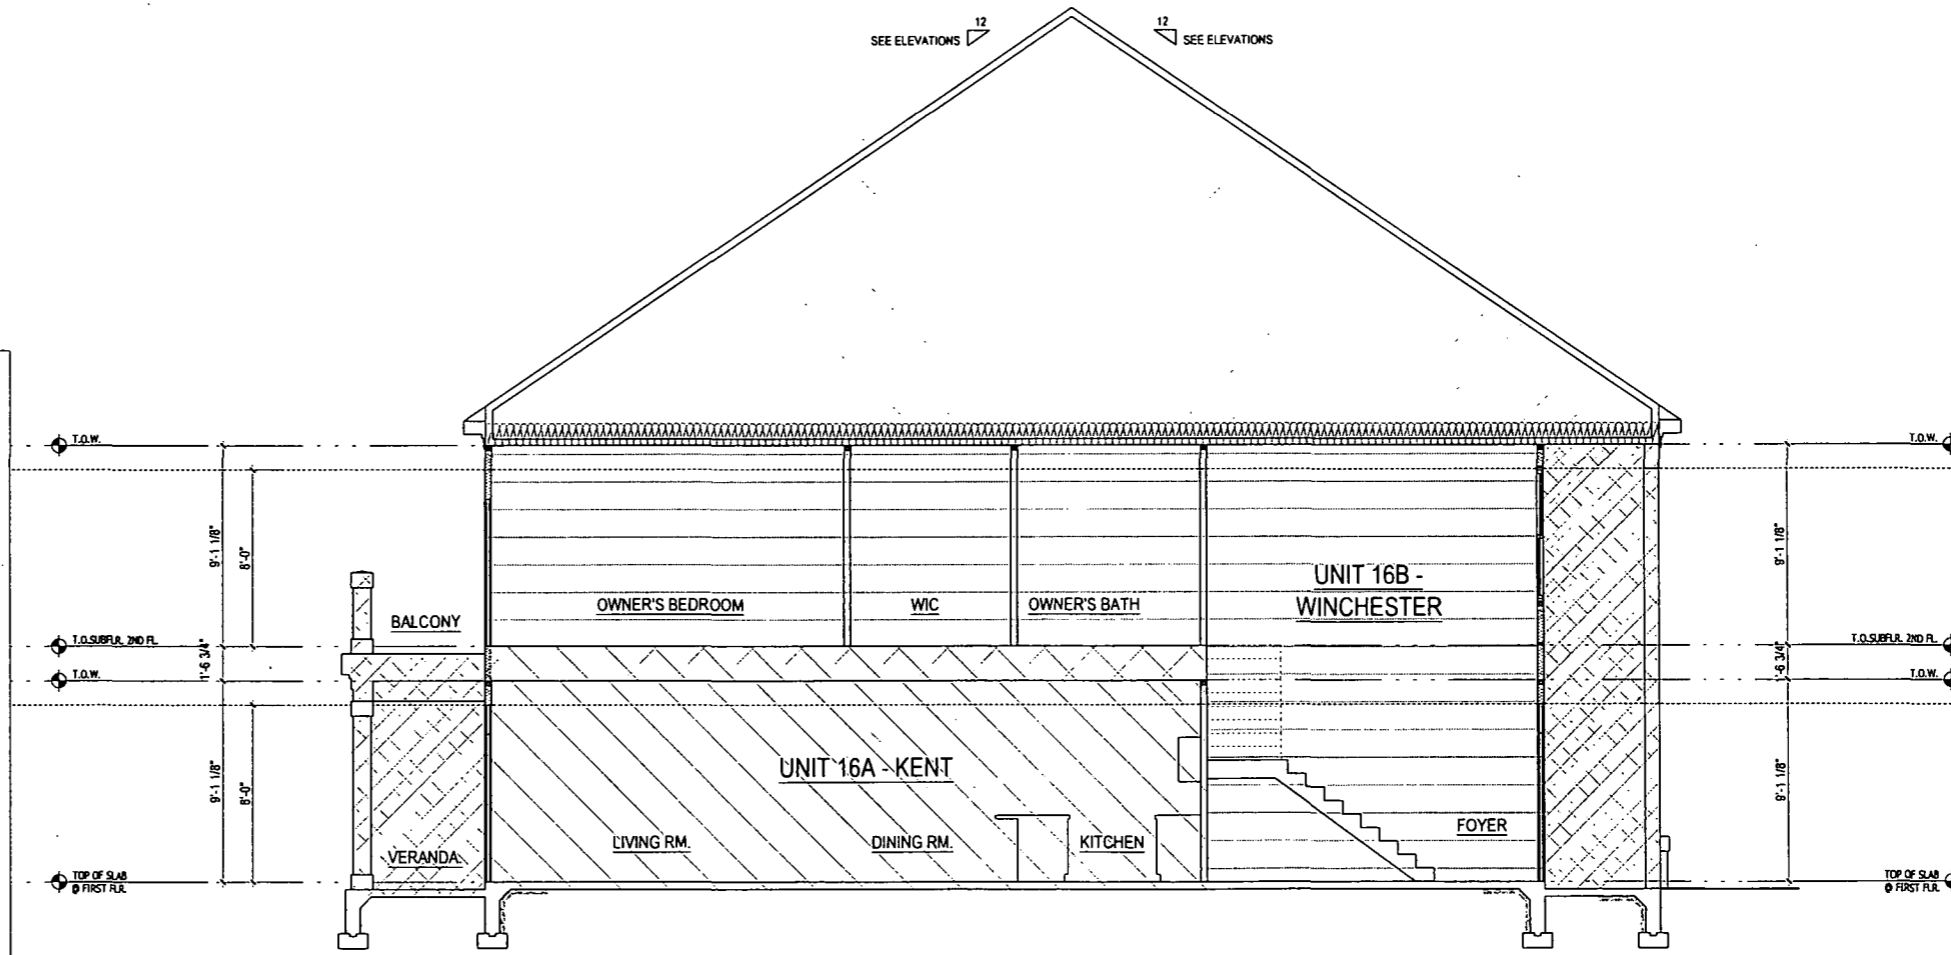 12
SEE ELEVATIONS
12
SEE ELEVATIONS
T.O.W.
T.O.W.
9'-1 1/8"
8'-0"
9'-1 1/8"
UNIT 16B -
WINCHESTER
OWNER'S BEDROOM
WIC
OWNER'S BATH
BALCONY
T.O.SUBFLR. 2ND FL.
T.O.SUBFLR. 2ND FL.
1'-6 3/4"
-6 3/4"
T.O.W.
T.O.W.
UNIT 16A - KENT
9'-1 1/8"
8'-0"
9'-1 1/8"
FOYER
LIVING RM.
DINING RM.
KITCHEN
VERANDA
TOP OF SLAB
@ FIRST FLR.
TOP OF SLAB
@ FIRST FLR.